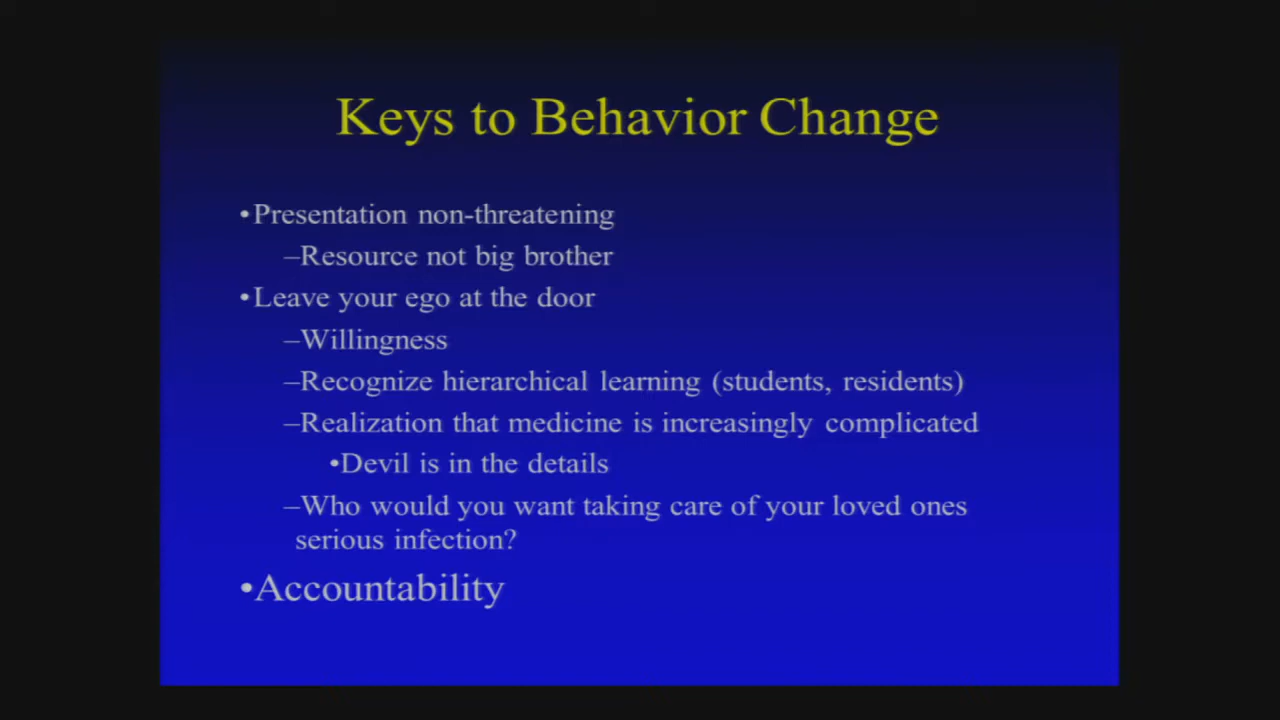 Keys to Behavior Change
•Presentation non-threatening
–Resource not big brother
•Leave your ego at the door
–Willingness
–Recognize hierarchical learning (students, residents)
–Realization that medicine is increasingly complicated
•Devil is in the details
–Who would you want taking care of your loved ones
serious infection?
•Accountability